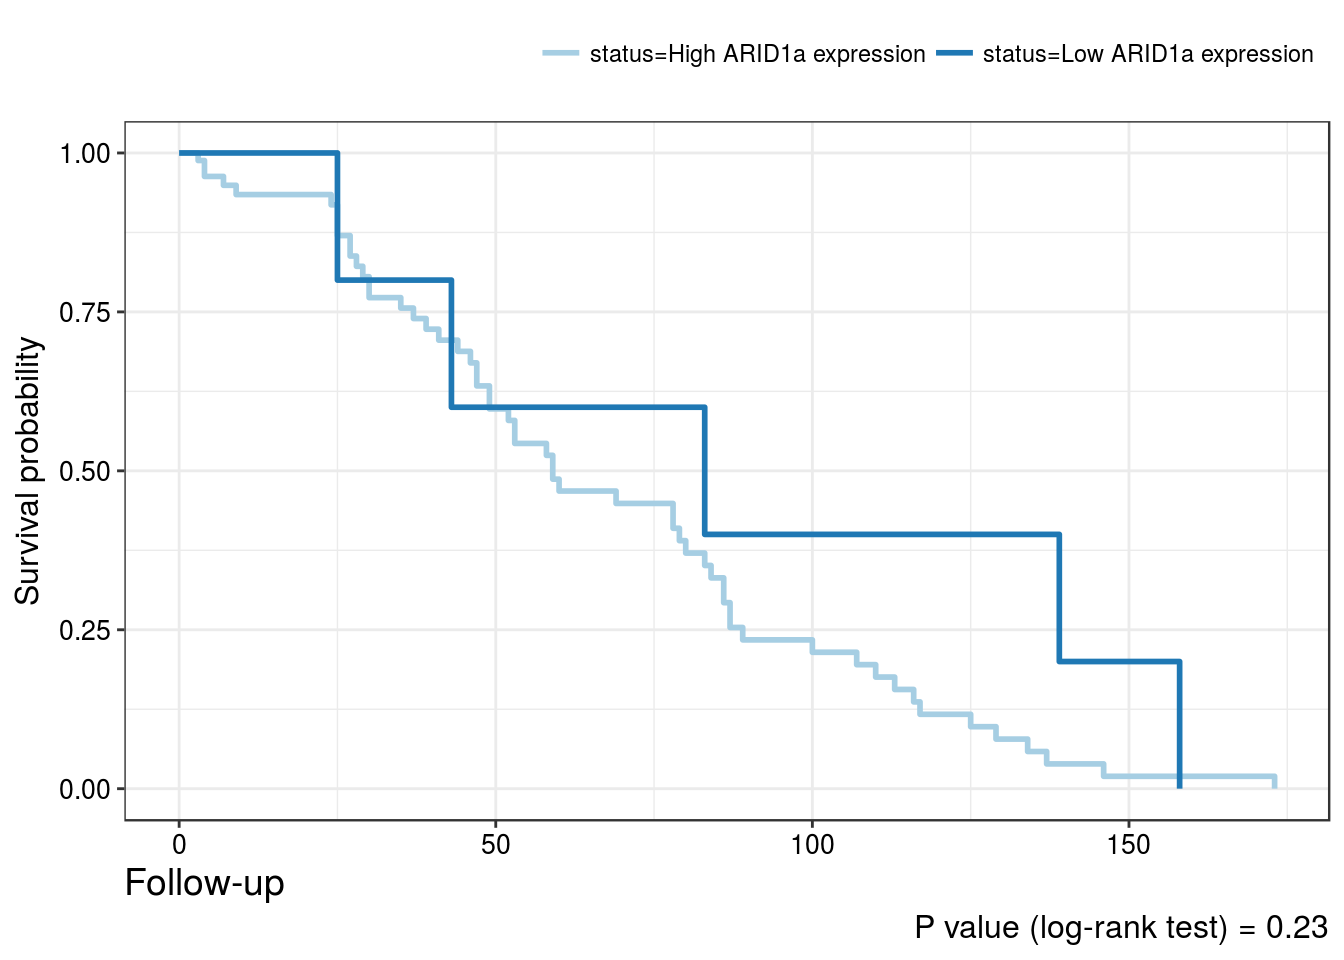 status=High ARID1a expression status=Low ARID1a expression
1.00
0.75
0.50
0.25
0.00
Survival probability
0 50 100 150
Follow-up
P value (log-rank test) = 0.23